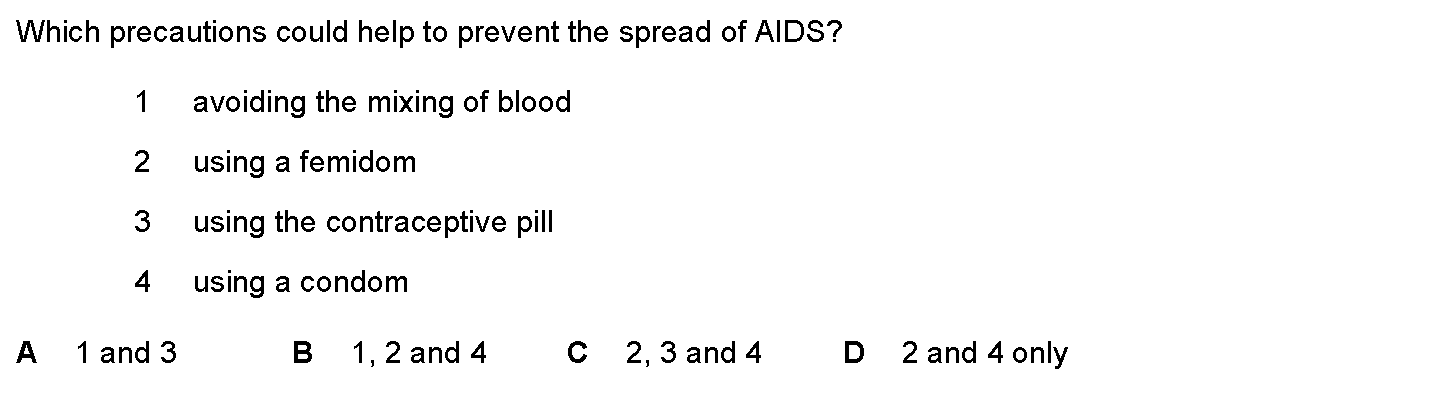 Which precautions could help to prevent the spread of AIDS?
1 avoiding the mixing of blood
2 using a femidom
3 using the contraceptive pill
4 using a condom
A 1 and 3 B 1, 2 and 4 C 2, 3 and 4 D 2 and 4 only